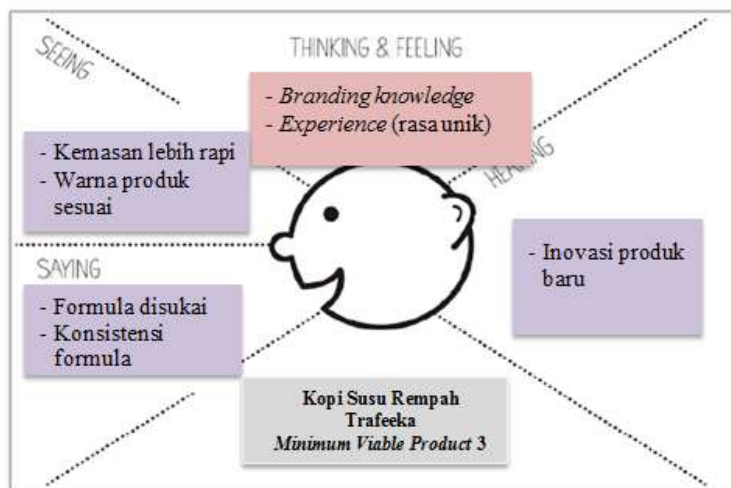 SEEING
THINKING & FEELING
- Branding knowledge
- Experience (rasa unik)
- Kemasan lebih rapi
- Warna produk
sesuai
HEARING
- Inovasi produk
baru
SAYING
- Formula disukai
- Konsistensi
formula
Kopi Susu Rempah
Trafeeka
Minimum Viable Product 3